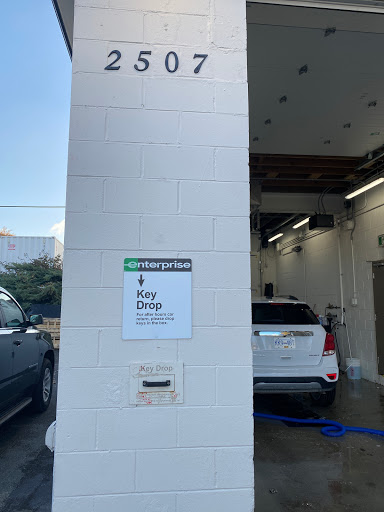 2507
enterprise
Key
Drop
For after hours car
return, please drop
keys in the box.
Key Drop